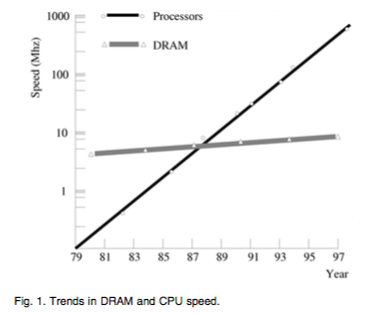 1000
Processors
DRAM
Speed (Mhz)
100
10
1
79 81 83 85 87 89 91 93 95 97
Year
Fig. 1. Trends in DRAM and CPU speed.